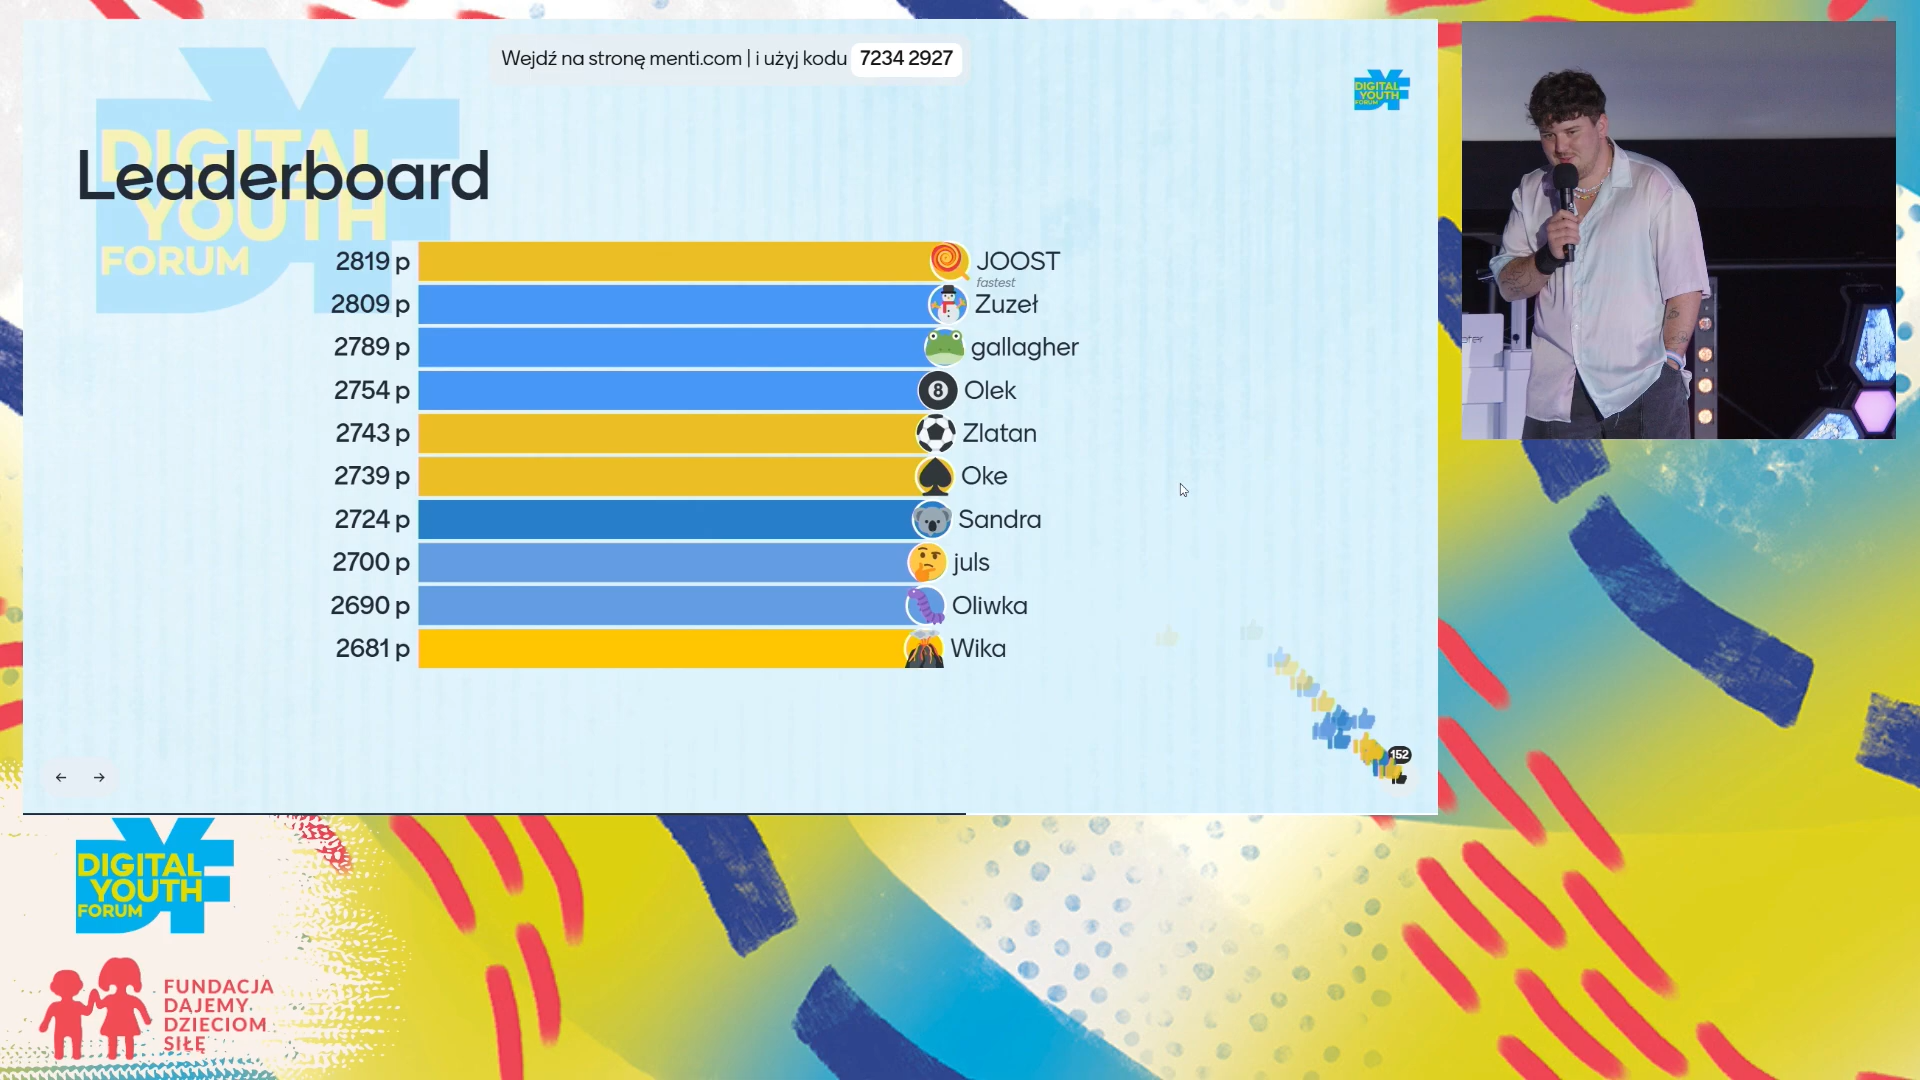 Wejdź na stronę menti.com | i użyj kodu 7234 2927
DIGITAL
YOUTH
FORUM
Leaderboard
DIGITAL
YOUTH
FORUM
2819 p JOOST
fastest
2809 p Zuzeł
2789 p gallagher
2754 p 8 Olek
2743 p Zlatan
2739 p Oke
2724 p Sandra
2700 p juls
2690 p Oliwka
2681 p Wika
152
DIGITAL
YOUTH
FORUM
FUNDACJA
DAJEMY
DZIECIOM
SIŁĘ